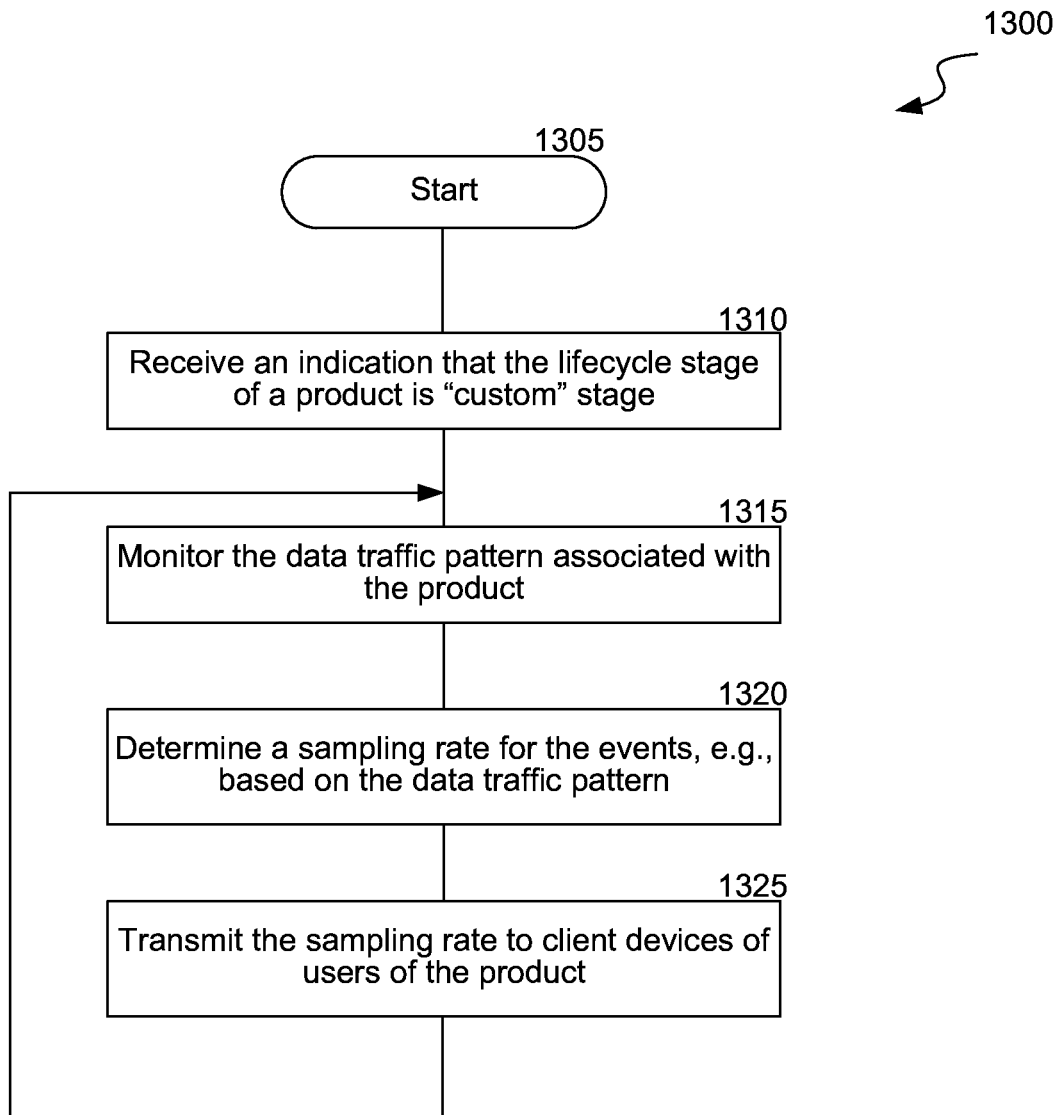 1300
1305
Start
1310
Receive an indication that the lifecycle stage
of a product is “custom” stage
1315
Monitor the data traffic pattern associated with
the product
1320
Determine a sampling rate for the events, e.g.,
based on the data traffic pattern
1325
Transmit the sampling rate to client devices of
users of the product